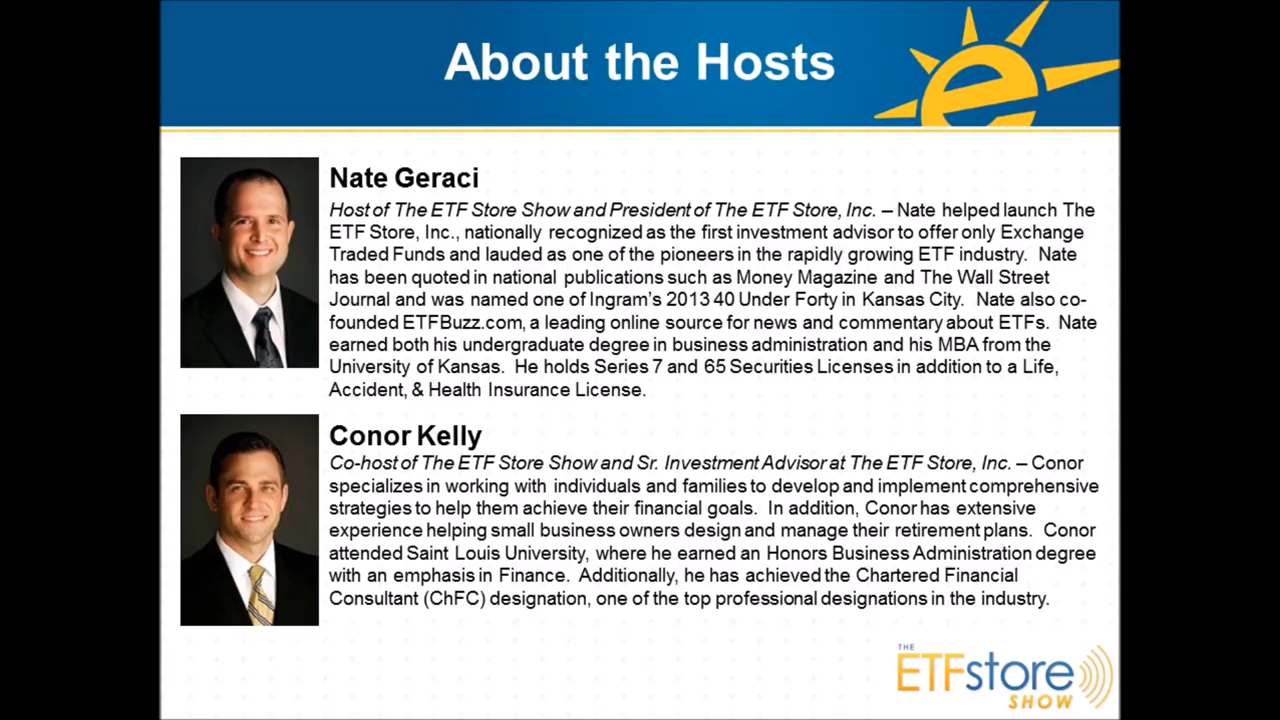 About the Hosts
e
Nate Geraci
Host of The ETF Store Show and President of The ETF Store, Inc. – Nate helped launch The
ETF Store, Inc., nationally recognized as the first investment advisor to offer only Exchange
Traded Funds and lauded as one of the pioneers in the rapidly growing ETF industry.  Nate
has been quoted in national publications such as Money Magazine and The Wall Street
Journal and was named one of Ingram's 2013 40 Under Forty in Kansas City.  Nate also co-
founded ETFBuzz.com, a leading online source for news and commentary about ETFs.  Nate
earned both his undergraduate degree in business administration and his MBA from the
University of Kansas.  He holds Series 7 and 65 Securities Licenses in addition to a Life,
Accident, & Health Insurance License.
Conor Kelly
Co-host of The ETF Store Show and Sr. Investment Advisor at The ETF Store, Inc. – Conor
specializes in working with individuals and families to develop and implement comprehensive
strategies to help them achieve their financial goals.  In addition, Conor has extensive
experience helping small business owners design and manage their retirement plans.  Conor
attended Saint Louis University, where he earned an Honors Business Administration degree
with an emphasis in Finance.  Additionally, he has achieved the Chartered Financial
Consultant (ChFC) designation, one of the top professional designations in the industry.
THE
ETFstore
SHOW